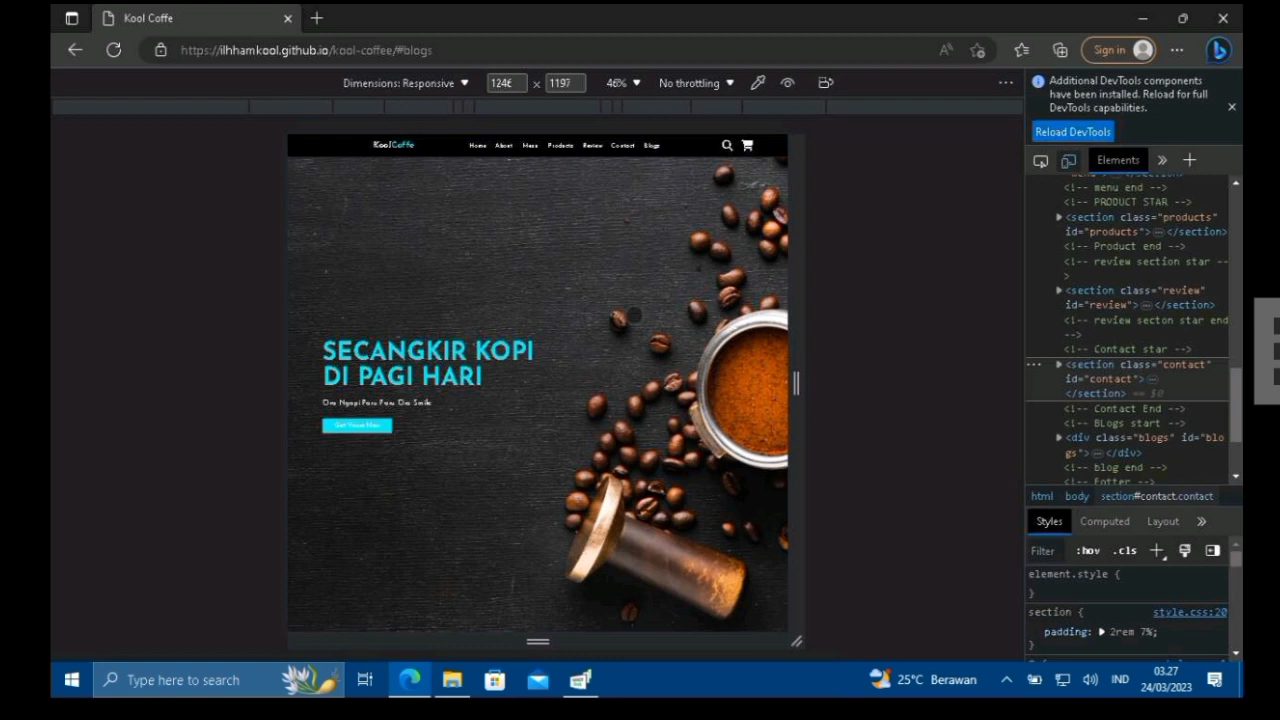 Kool Coffe
https://ilhhamkool.github.io/kool-coffee/#blogs
Sign in
Dimensions: Responsive
124€ x 1197
46%
No throttling
Additional DevTools components
have been installed. Reload for full
DevTools capabilities.
Reload DevTools
Elements
<!-- menu end -->
<!-- PRODUCT STAR -->
<section class="products"
id="products"> </section>
<!-- Product end -->
<!-- review section star --
>
<section class="review"
id="review"> </section>
<!-- review secton star end
-->
<!-- Contact star -->
<section class="contact"
id="contact">
</section> == $0
<!-- Contact End -->
<!-- BLogs start -->
<div class="blogs" id="blo
gs"> </div>
<!-- blog end -->
<!-- Fotter -->
html body section#contact.contact
Styles Computed Layout
Filter :hov .cls
element.style {
}
section { style.css:20
padding: 2rem 7%;
}
KoolCoffe
Home About Menu Products Review Contact Blogs
SECANGKIR KOPI
DI PAGI HARI
Type here to search
25°C Berawan
IND
03.27
24/03/2023